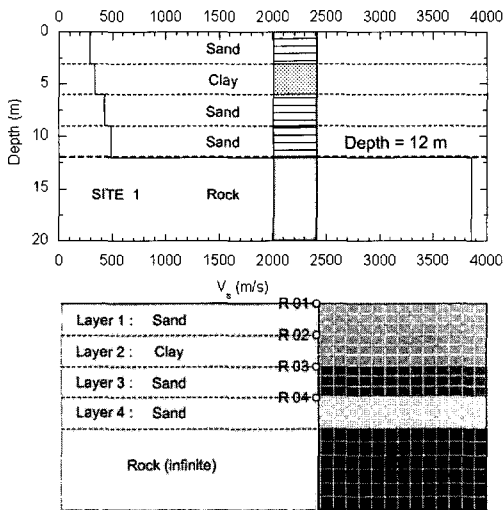 0 500 1000 1500 2000 2500 3000 3500 4000
0
5
10
15
20
Depth (m)
Sand
Clay
Sand
Sand
Depth = 12 m
SITE 1
Rock
0 500 1000 1500 2000 2500 3000 3500 4000
Vs (m/s)
R 01
Layer 1 : Sand
R 02
Layer 2 : Clay
R 03
Layer 3 : Sand
R 04
Layer 4 : Sand
Rock (infinite)